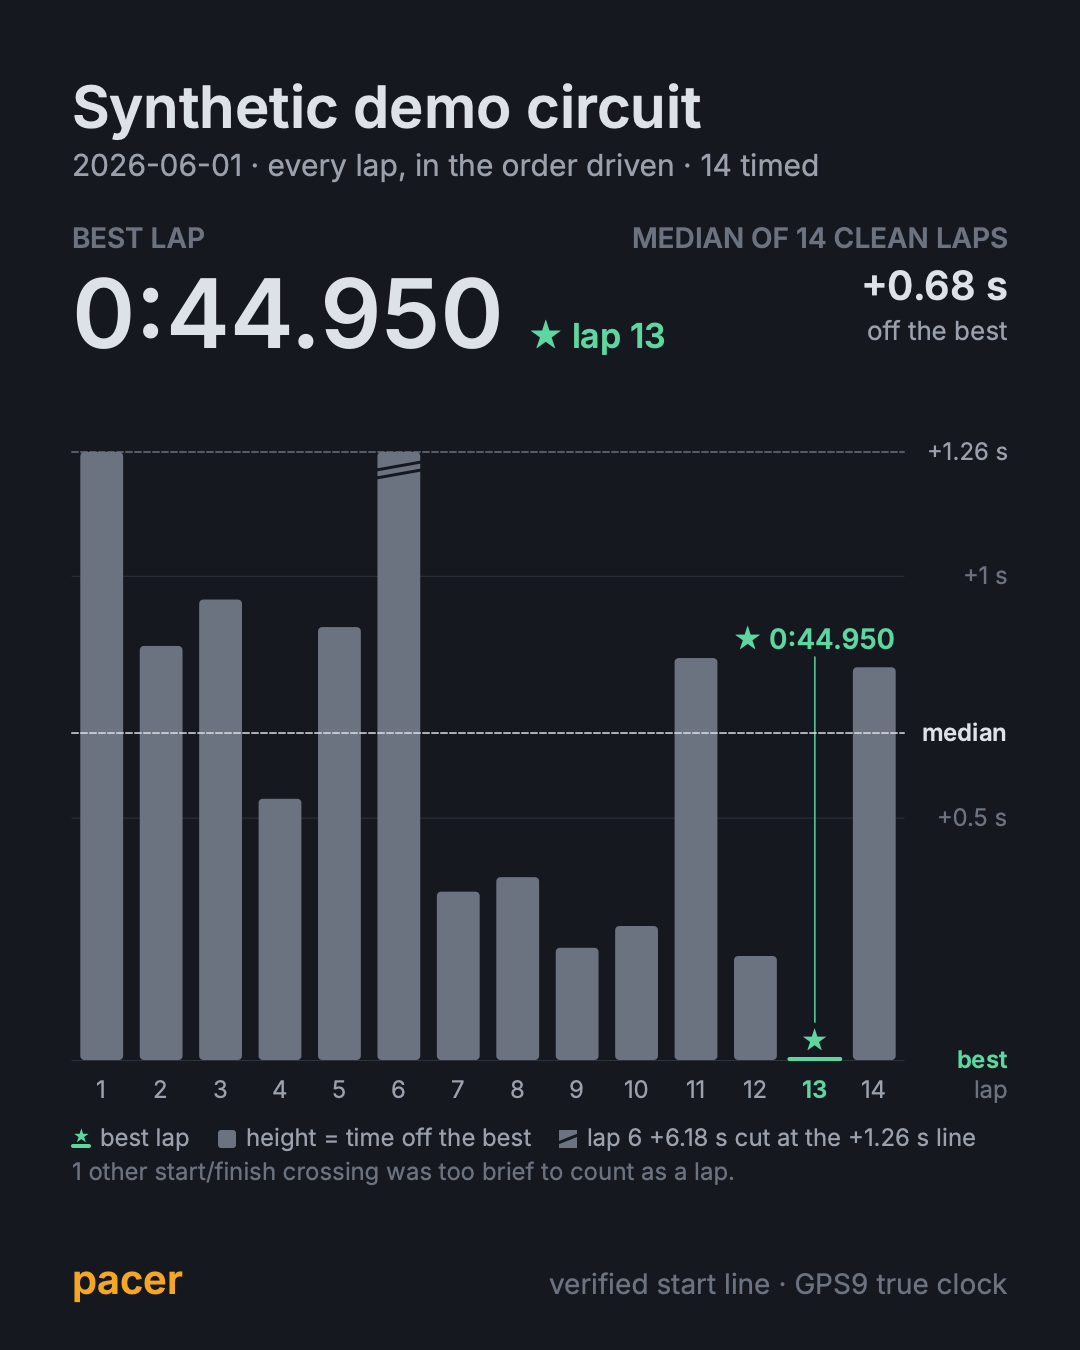 Synthetic demo circuit
2026-06-01 · every lap, in the order driven · 14 timed
BEST LAP
0:44.950 ★ lap 13
MEDIAN OF 14 CLEAN LAPS
+0.68 s
off the best
+1.26 s
+1 s
★ 0:44.950
median
+0.5 s
best
1 2 3 4 5 6 7 8 9 10 11 12 13 14 lap
best lap height = time off the best lap 6 +6.18 s cut at the +1.26 s line
1 other start/finish crossing was too brief to count as a lap.
pacer
verified start line · GPS9 true clock